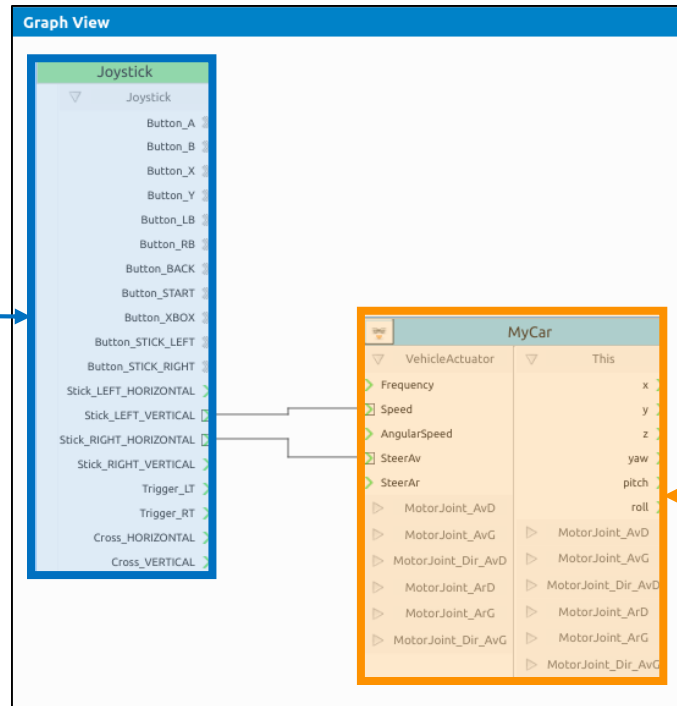 Graph View
Joystick
Joystick
Button_A
Button_B
Button_X
Button_Y
Button_LB
Button_RB
Button_BACK
Button_START
Button_XBOX
Button_STICK_LEFT
Button_STICK_RIGHT
Stick_LEFT_HORIZONTAL
Stick_LEFT_VERTICAL
Stick_RIGHT_HORIZONTAL
Stick_RIGHT_VERTICAL
Trigger_LT
Trigger_RT
Cross_HORIZONTAL
Cross_VERTICAL
MyCar
VehicleActuator
Frequency
Speed
AngularSpeed
SteerAv
SteerAr
MotorJoint_AvD
MotorJoint_AvG
MotorJoint_Dir_AvD
MotorJoint_ArD
MotorJoint_ArG
MotorJoint_Dir_AvG
This
x
y
z
yaw
pitch
roll
MotorJoint_AvD
MotorJoint_AvG
MotorJoint_Dir_AvD
MotorJoint_ArD
MotorJoint_ArG
MotorJoint_Dir_AvG